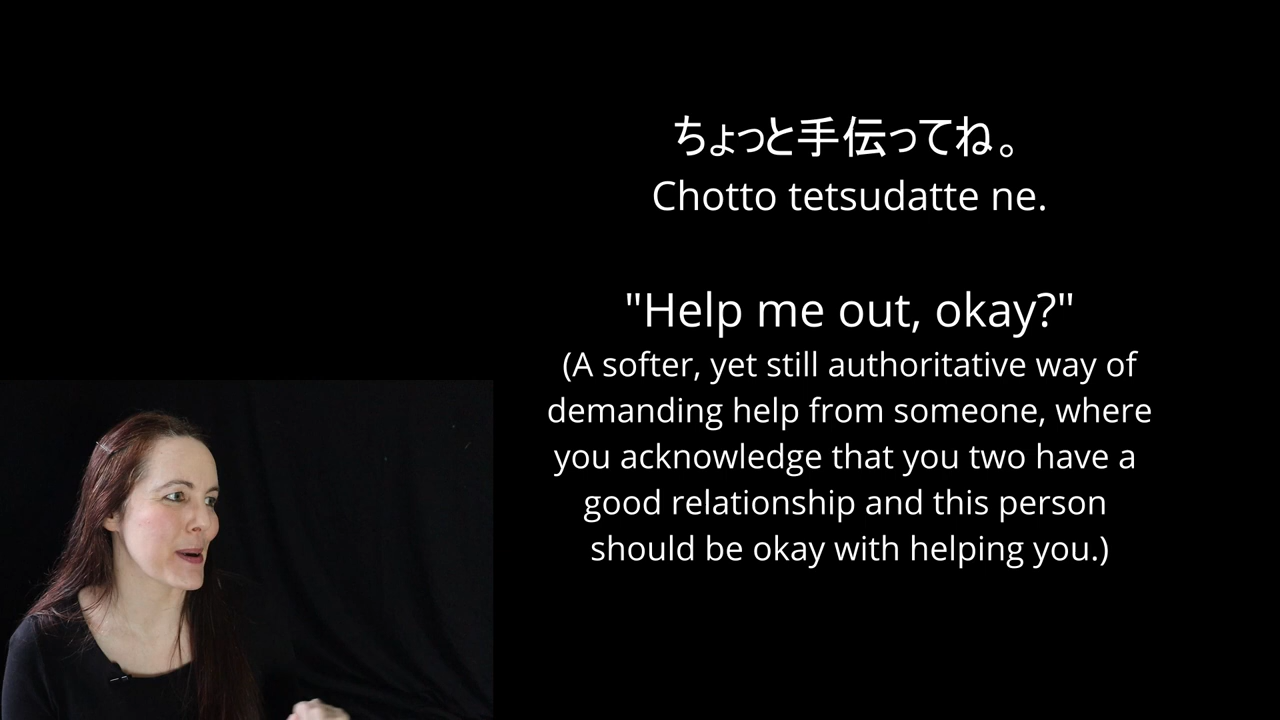 ちょっと手伝ってね。
Chotto tetsudatte ne.
"Help me out, okay?"
(A softer, yet still authoritative way of
demanding help from someone, where
you acknowledge that you two have a
good relationship and this person
should be okay with helping you.)